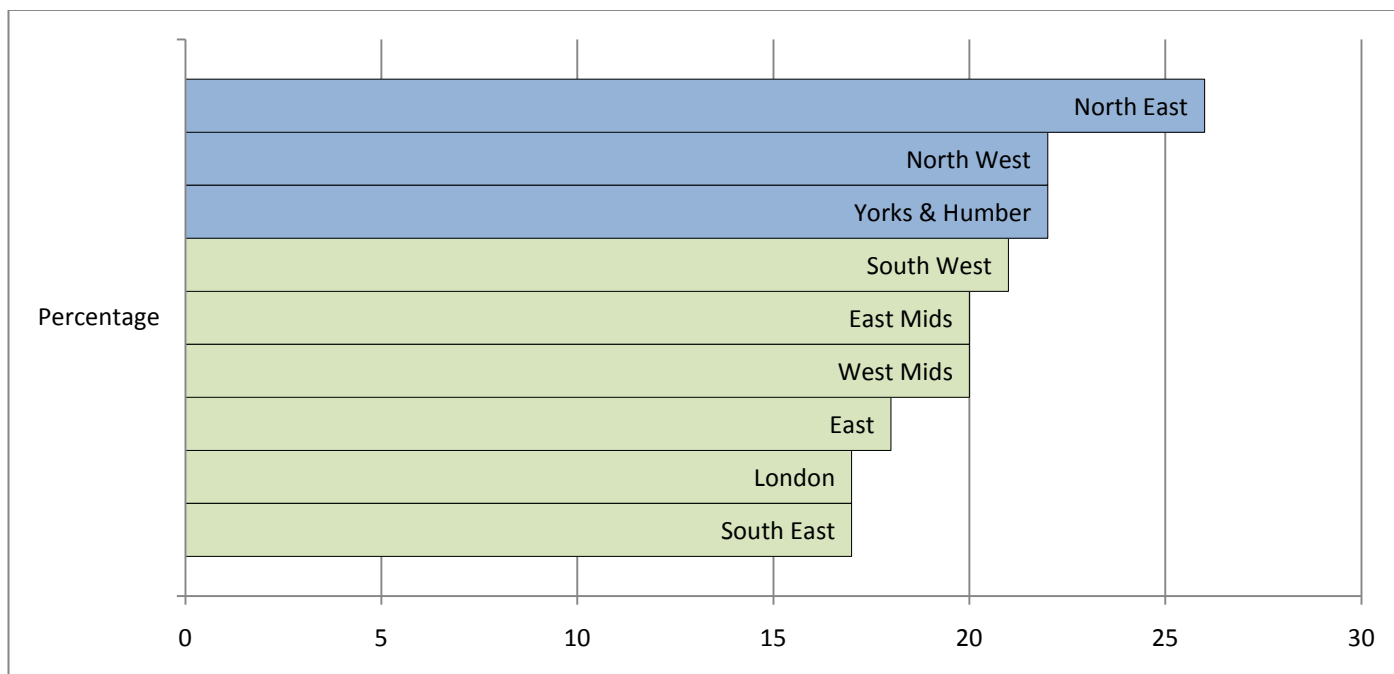 North East
North West
Yorks & Humber
South West
East Mids
Percentage
West Mids
East
London
South East
0 5 10 15 20 25 30